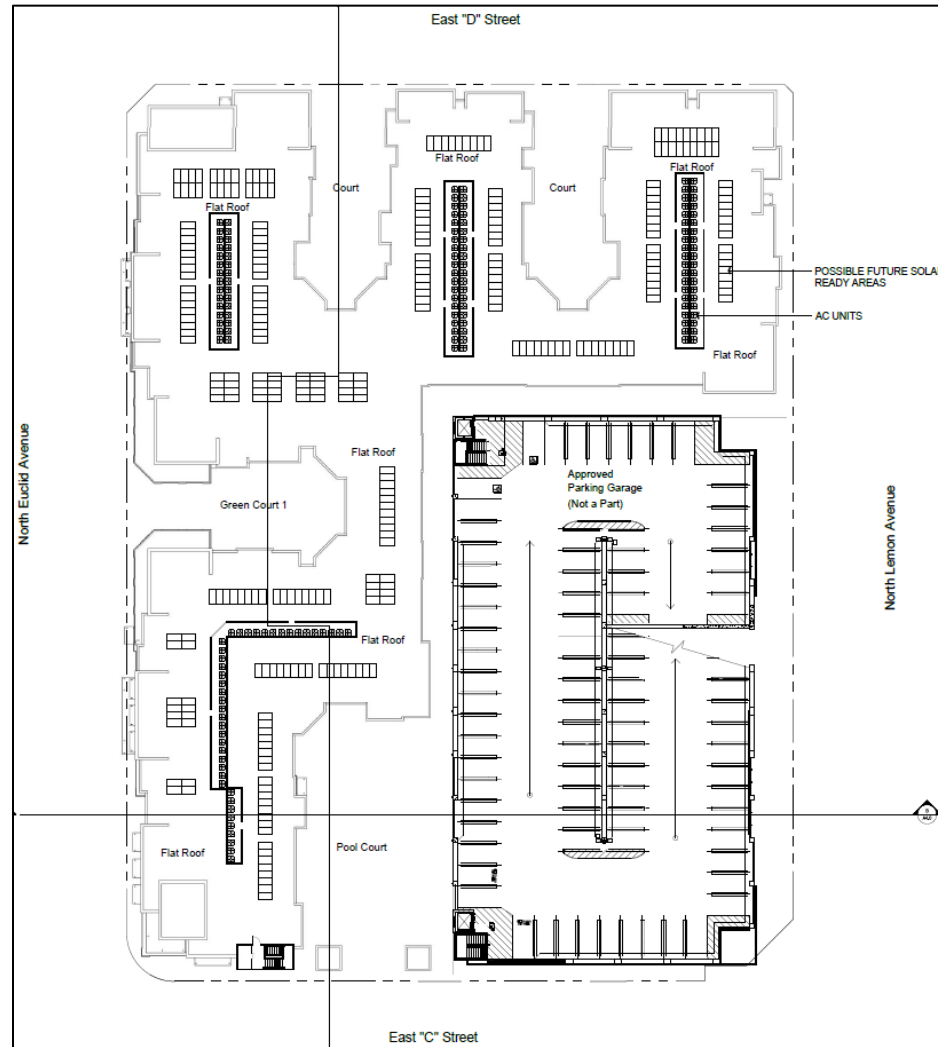 East "D" Street
Flat Roof
Flat Roof
Flat Roof
Court
Court
Flat Roof
POSSIBLE FUTURE SOLA
READY AREAS
AC UNITS
Flat Roof
North Euclid Avenue
Flat Roof
Green Court 1
Approved
Parking Garage
(Not a Part)
North Lemon Avenue
Flat Roof
Flat Roof
Pool Court
East "C" Street